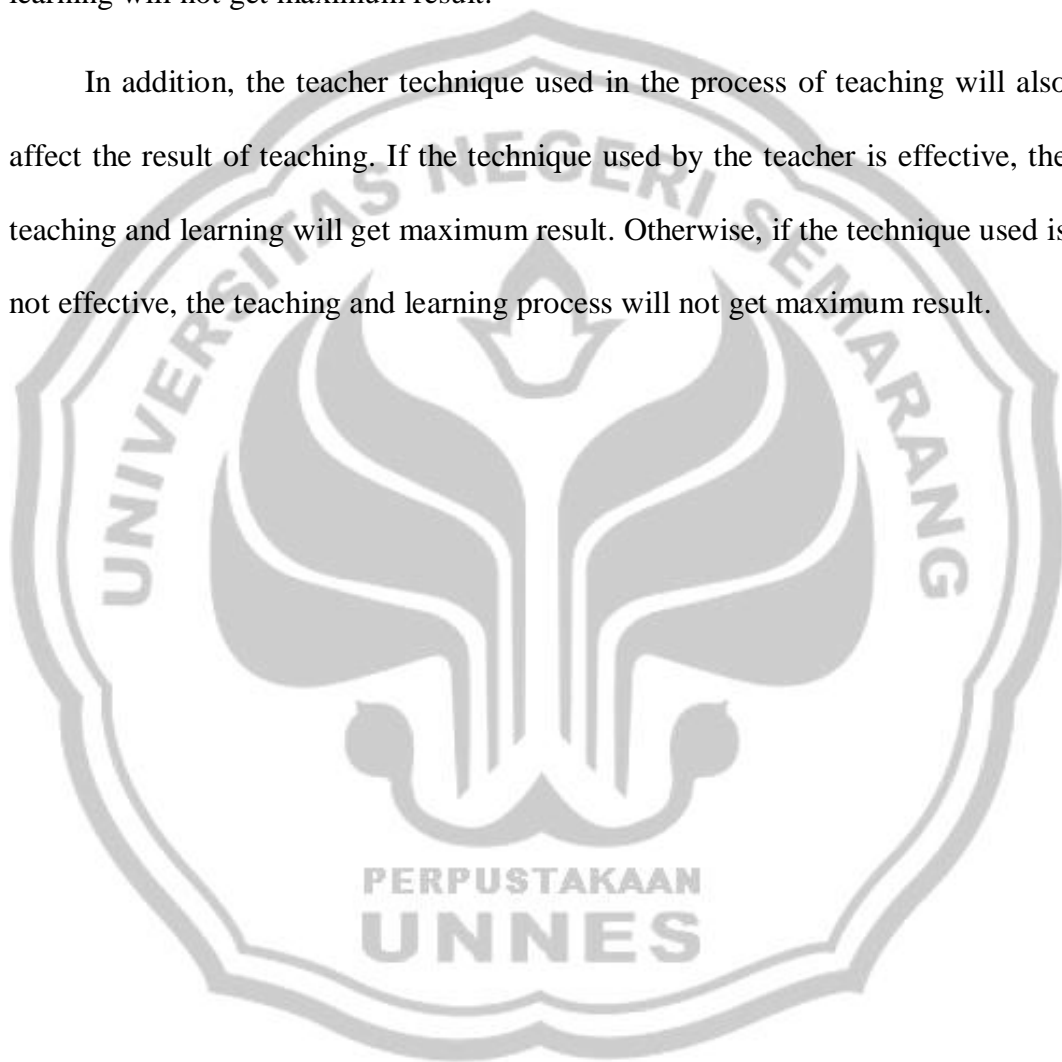 learning will not get maximum result.
In addition, the teacher technique used in the process of teaching will also
affect the result of teaching. If the technique used by the teacher is effective, the
teaching and learning will get maximum result. Otherwise, if the technique used is
not effective, the teaching and learning process will not get maximum result.
UNIVERSITAS NEGERI SEMARANG
PERPUSTAKAAN
UNNES